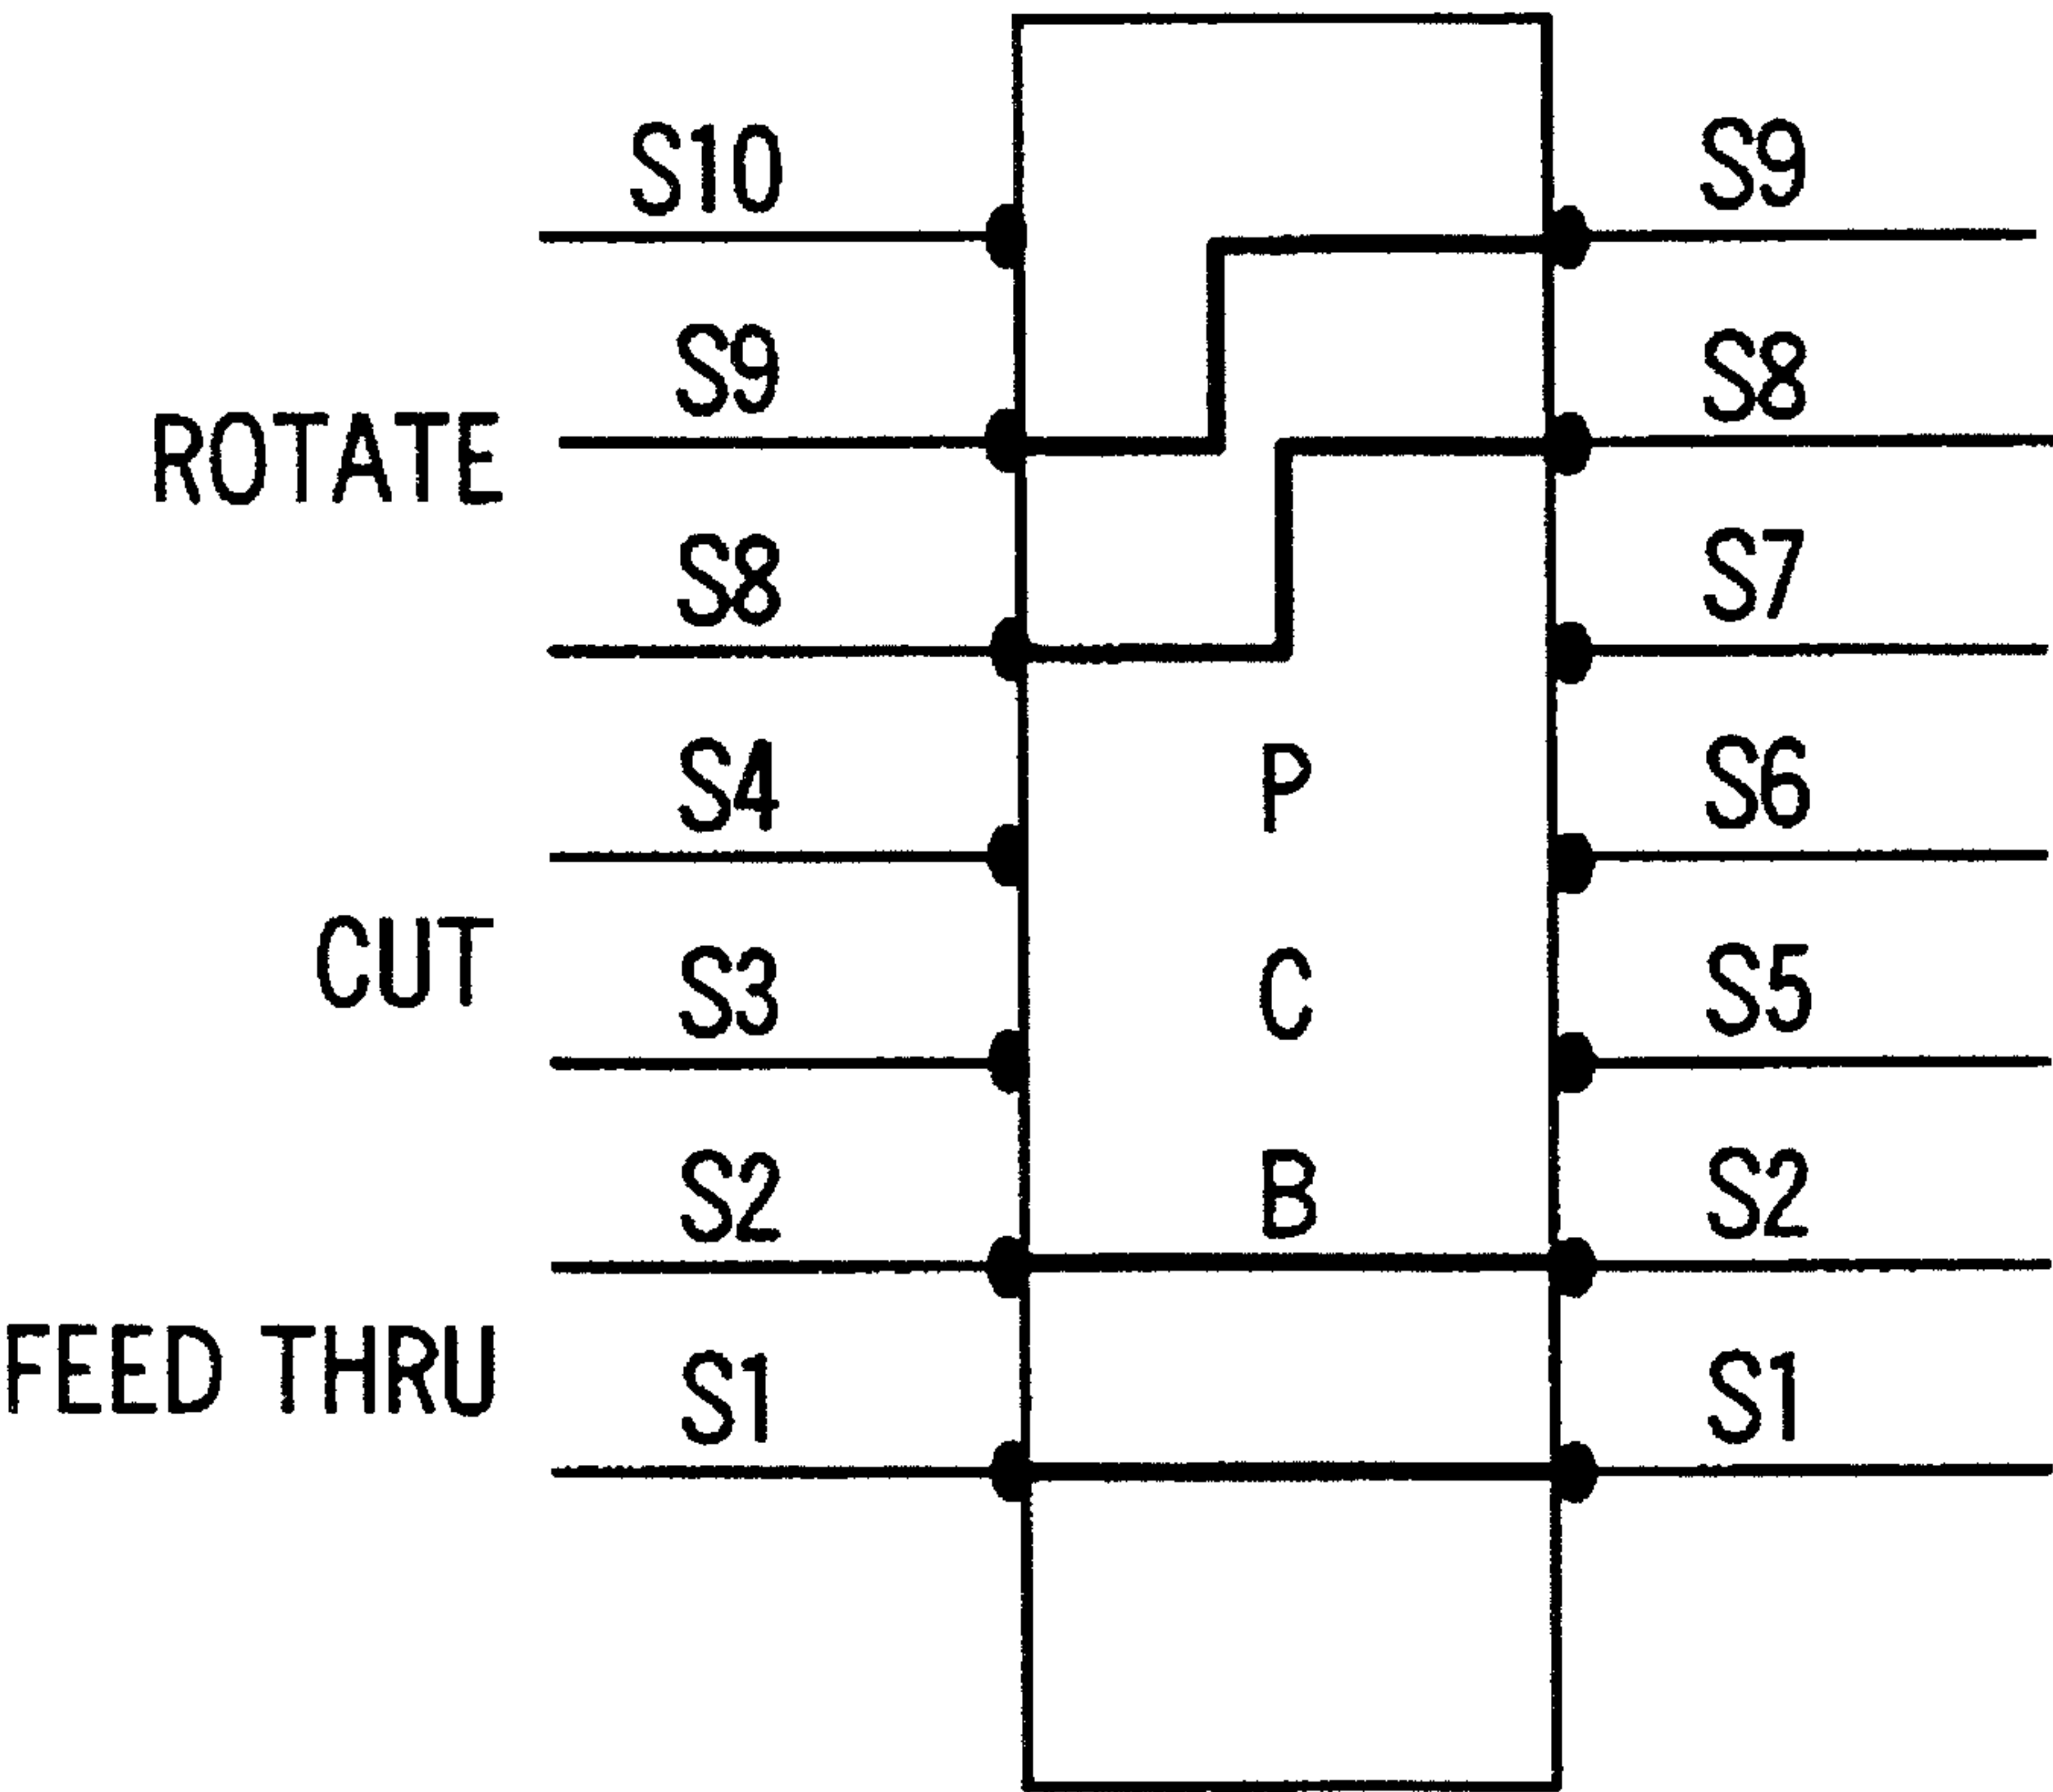 S10 S9
S9 S8
ROTATE
S8 S7
S4 P S6
CUT
S3 C S5
S2 B S2
FEED THRU
S1 S1